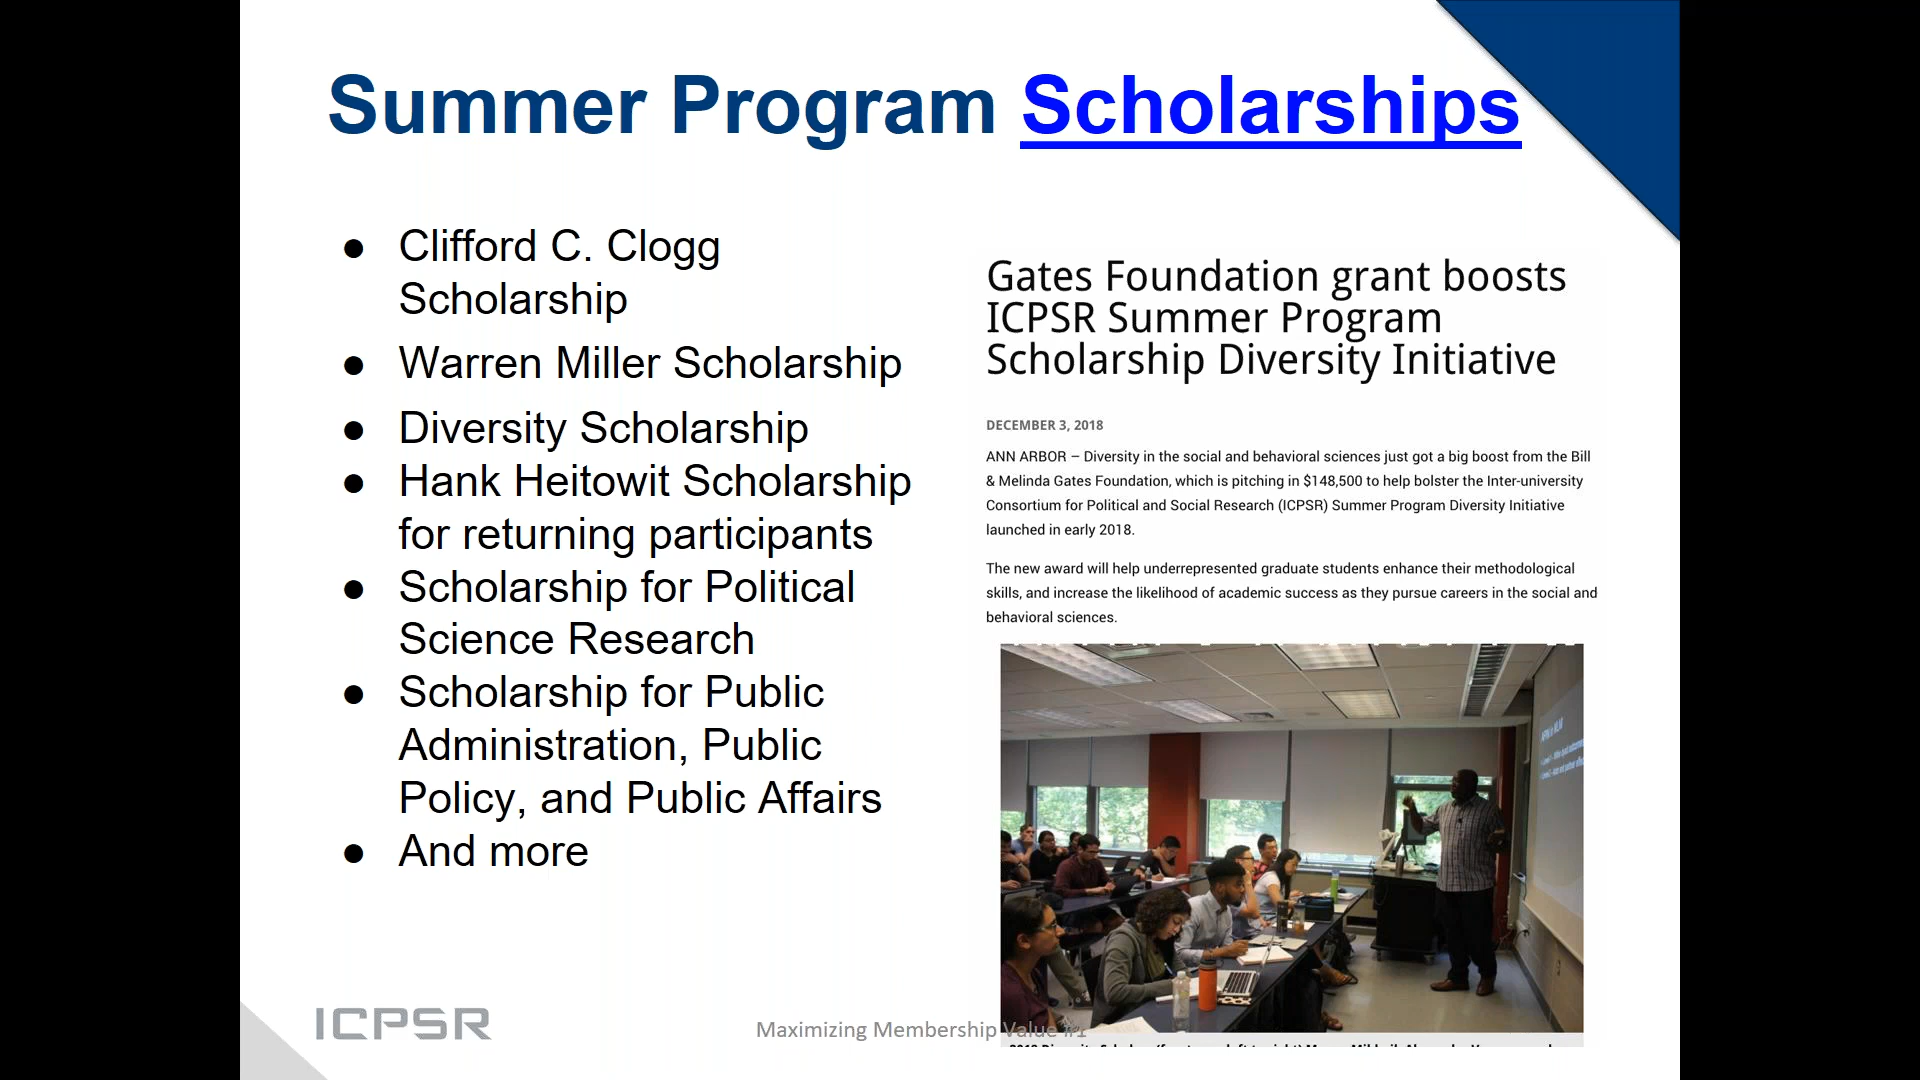 Summer Program Scholarships
● Clifford C. Clogg
Scholarship
● Warren Miller Scholarship
● Diversity Scholarship
● Hank Heitowit Scholarship
for returning participants
● Scholarship for Political
Science Research
● Scholarship for Public
Administration, Public
Policy, and Public Affairs
● And more
Gates Foundation grant boosts
ICPSR Summer Program
Scholarship Diversity Initiative
DECEMBER 3, 2018
ANN ARBOR – Diversity in the social and behavioral sciences just got a big boost from the Bill
& Melinda Gates Foundation, which is pitching in $148,500 to help bolster the Inter-university
Consortium for Political and Social Research (ICPSR) Summer Program Diversity Initiative
launched in early 2018.
The new award will help underrepresented graduate students enhance their methodological
skills, and increase the likelihood of academic success as they pursue careers in the social and
behavioral sciences.
ICPSR
Maximizing Membership Value #1